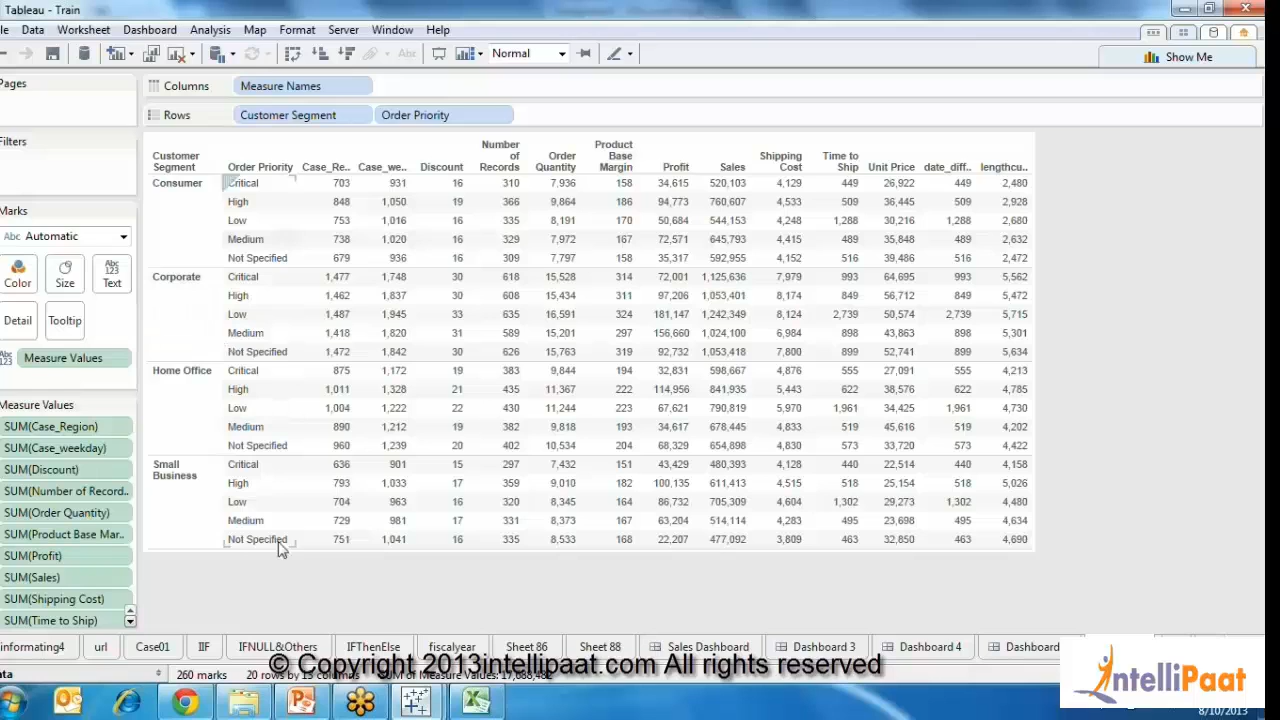 Tableau - Train
le Data Worksheet Dashboard Analysis Map Format Server Window Help
Abc Normal
Show Me
Pages
Columns Measure Names
Rows Customer Segment Order Priority
Filters
Marks
Abc Automatic
Color Size Abc 123 Text
Detail Tooltip
Abc 123 Measure Values
Measure Values
SUM(Case_Region)
SUM(Case_weekday)
SUM(Discount)
SUM(Number of Record..
SUM(Order Quantity)
SUM(Product Base Mar..
SUM(Profit)
SUM(Sales)
SUM(Shipping Cost)
SUM(Time to Ship)
Customer Segment Order Priority Case_Re.. Case_we.. Discount Number of Records Order Quantity Product Base Margin Profit Sales Shipping Cost Time to Ship Unit Price date_diff.. lengthcu..
Consumer Critical 703 931 16 310 7,936 158 34,615 520,103 4,129 449 26,922 449 2,480
High 848 1,050 19 366 9,864 186 94,773 760,607 4,533 509 36,445 509 2,928
Low 753 1,016 16 335 8,191 170 50,684 544,153 4,248 1,288 30,216 1,288 2,680
Medium 738 1,020 16 329 7,972 167 72,571 645,793 4,415 489 35,848 489 2,632
Not Specified 679 936 16 309 7,797 158 35,317 592,955 4,152 516 39,486 516 2,472
Corporate Critical 1,477 1,748 30 618 15,528 314 72,001 1,125,636 7,979 993 64,695 993 5,562
High 1,462 1,837 30 608 15,434 311 97,206 1,053,401 8,174 849 56,712 849 5,472
Low 1,487 1,945 33 635 16,591 324 181,147 1,242,349 8,124 2,739 50,574 2,739 5,715
Medium 1,418 1,820 31 589 15,201 297 156,660 1,024,100 6,984 898 43,863 898 5,301
Not Specified 1,472 1,842 30 626 15,763 319 92,732 1,053,418 7,800 899 52,741 899 5,634
Home Office Critical 875 1,172 19 383 9,844 194 32,831 598,667 4,876 555 27,091 555 4,213
High 1,011 1,328 21 435 11,367 222 114,956 841,935 5,443 622 38,576 622 4,785
Low 1,004 1,222 22 430 11,244 223 67,621 790,819 5,970 1,961 34,425 1,961 4,730
Medium 890 1,212 19 382 9,818 193 34,617 678,445 4,833 519 45,616 519 4,202
Not Specified 960 1,239 20 402 10,534 204 68,329 654,898 4,830 573 33,720 573 4,422
Small Business Critical 636 901 15 297 7,432 151 43,429 480,393 4,128 440 22,514 440 4,158
High 793 1,033 17 359 9,010 182 100,135 611,413 4,515 518 25,154 518 5,026
Low 704 963 16 320 8,345 164 86,732 705,309 4,604 1,302 29,273 1,302 4,480
Medium 729 981 17 331 8,373 167 63,204 514,114 4,283 495 23,698 495 4,634
Not Specified 751 1,041 16 335 8,533 168 22,207 477,092 3,809 463 32,850 463 4,690
informating4 url Case01 IIF IFNULL&Others IFThenElse fiscalyear Sheet 86 Sheet 88 Sales Dashboard Dashboard 3 Dashboard 4 Dashboard
© Copyright 2013intellipaat.com All rights reserved
ata 260 marks 20 rows by 13 columns SUM of Measure Values:
IntelliPaat
8/10/2013